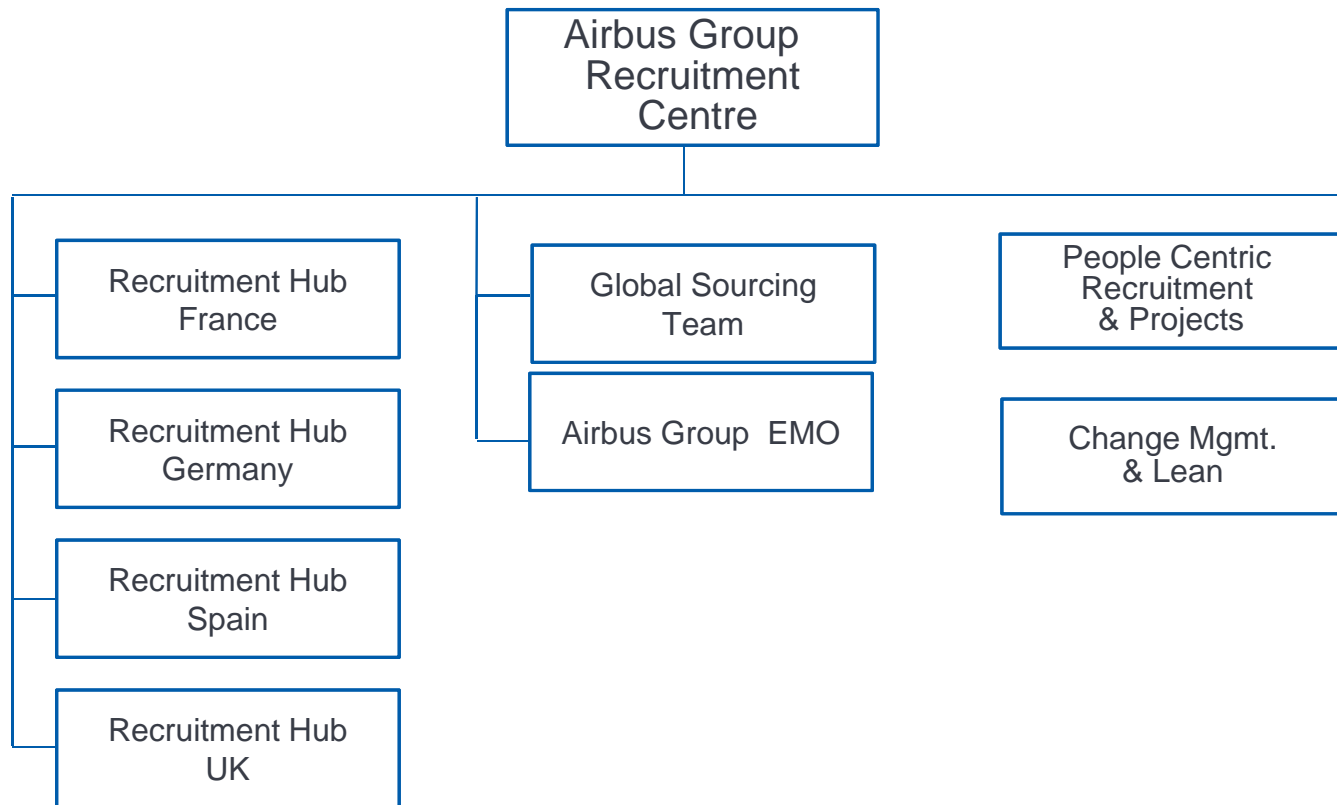 Airbus Group
Recruitment
Centre
Recruitment Hub
France
Recruitment Hub
Germany
Recruitment Hub
Spain
Recruitment Hub
UK
Global Sourcing
Team
Airbus Group EMO
People Centric
Recruitment
& Projects
Change Mgmt.
& Lean